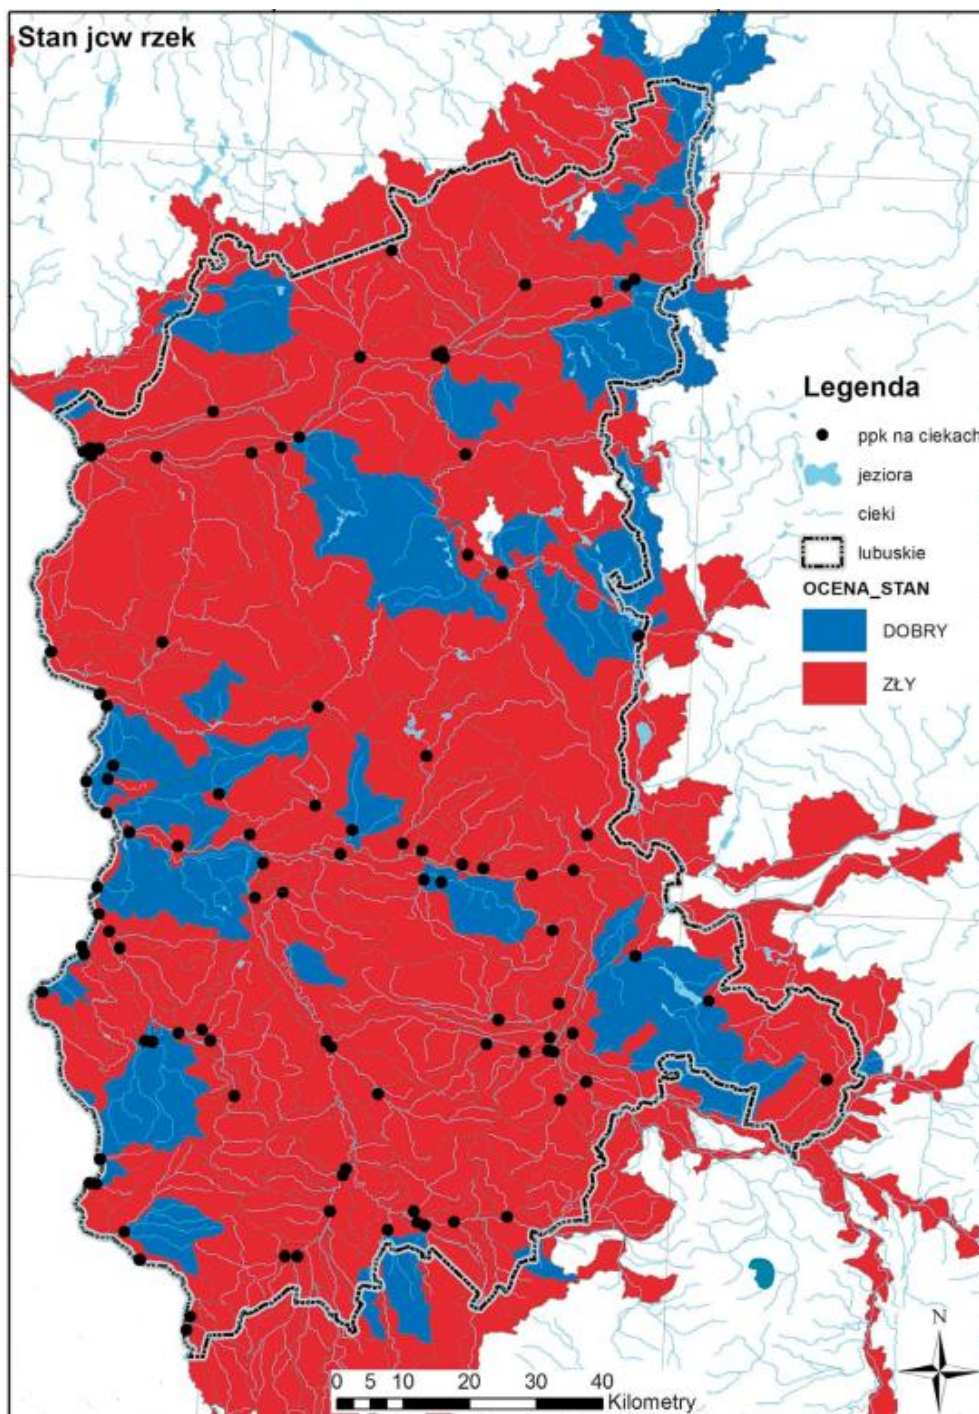 Stan jcw rzek
Legenda
ppk na ciekach
jeziora
cieki
lubuskie
OCENA_STAN
DOBRY
ZŁY
N
0 5 10 20 30 40
Kilometry